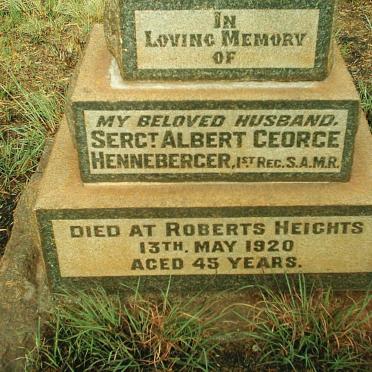 IN
LOVING MEMORY
OF
MY BELOVED HUSBAND,
SERGT ALBERT GEORGE
HENNEBERGER, 1ST REG. S.A.M.R.
DIED AT ROBERTS HEIGHTS
13TH. MAY 1920
AGED 45 YEARS.